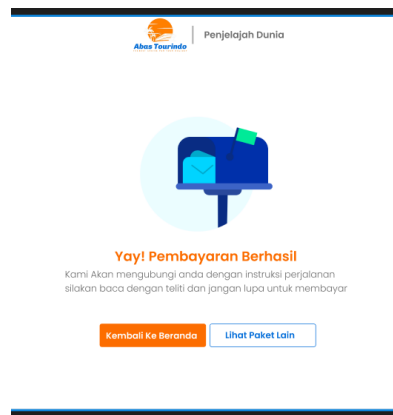 Abas Tourindo
Penjelajah Dunia
Yay! Pembayaran Berhasil
Kami Akan mengubungi anda dengan instruksi perjalanan
silakan baca dengan teliti dan jangan lupa untuk membayar
Kembali Ke Beranda
Lihat Paket Lain